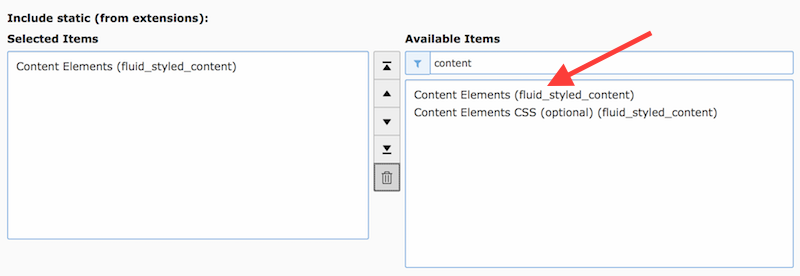 Include static (from extensions):
Selected Items
Content Elements (fluid_styled_content)
Available Items
content
Content Elements (fluid_styled_content)
Content Elements CSS (optional) (fluid_styled_content)